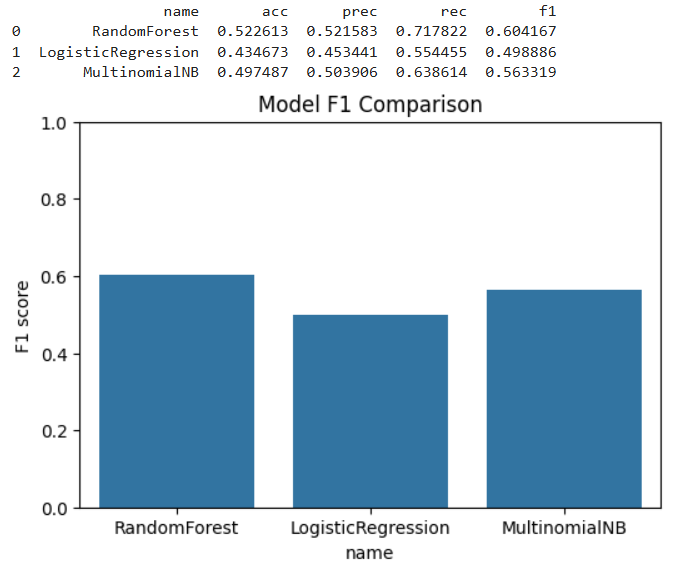 name acc prec rec f1
0 RandomForest 0.522613 0.521583 0.717822 0.604167
1 LogisticRegression 0.434673 0.453441 0.554455 0.498886
2 MultinomialNB 0.497487 0.503906 0.638614 0.563319
Model F1 Comparison
1.0
0.8
0.6
0.4
0.2
0.0
F1 score
RandomForest LogisticRegression MultinomialNB
name